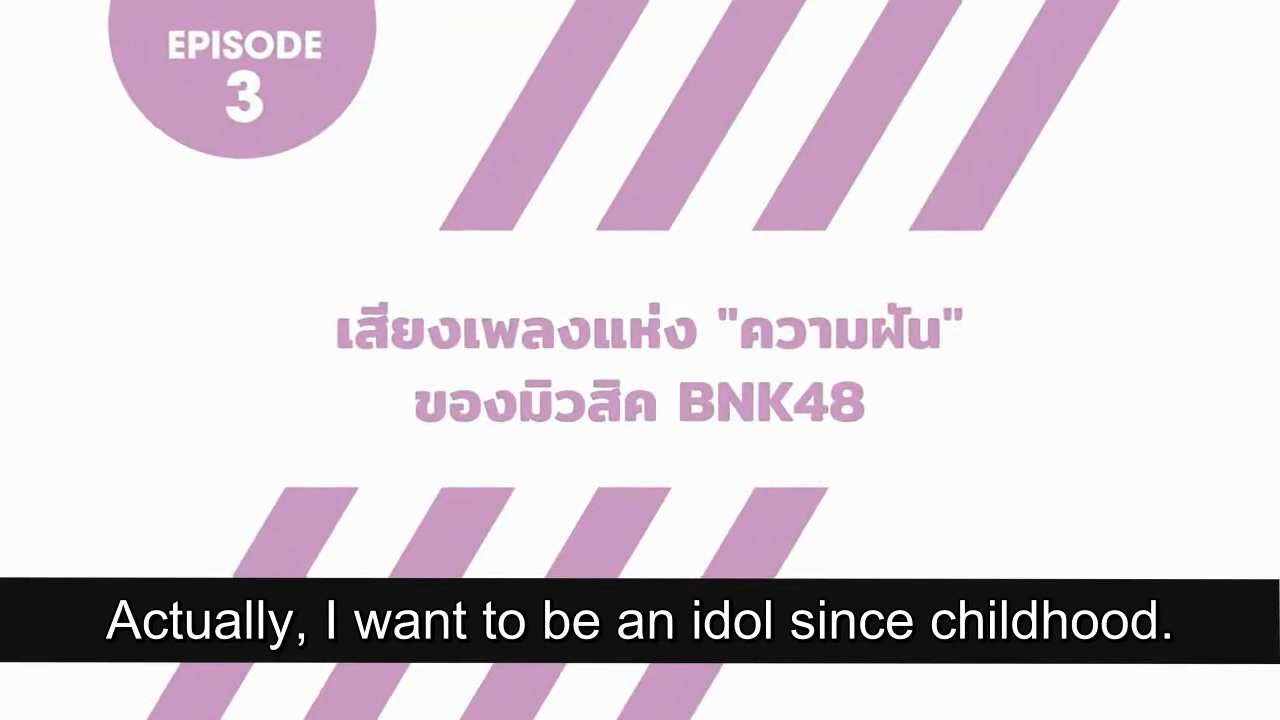 EPISODE
3
เสียงเพลงแห่ง "ความฝัน"
ของมิวสิค BNK48
Actually, I want to be an idol since childhood.